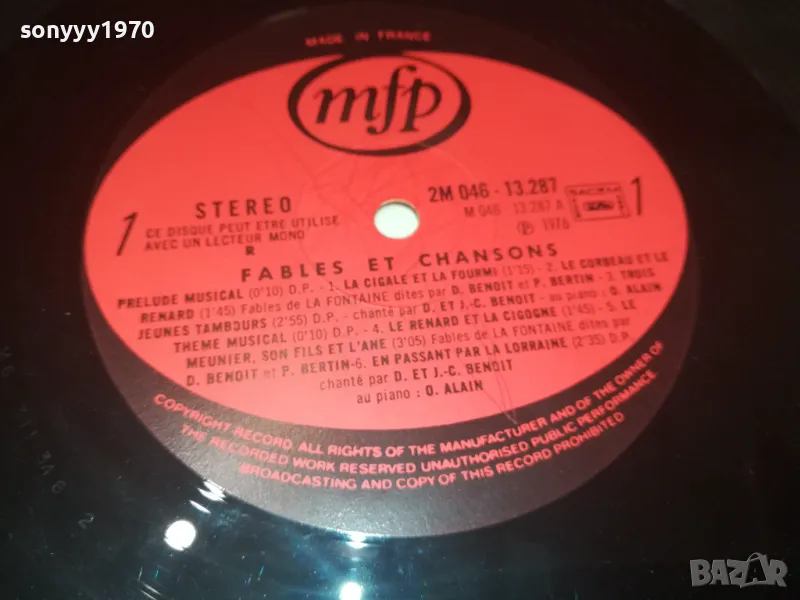 sonyyy1970
MADE IN FRANCE
mfp
1 STEREO
CE DISQUE PEUT ETRE UTILISE
AVEC UN LECTEUR MONO
R
2M 046 - 13.287
M 046 13.287 A
Ⓟ 1976
SACEM
1
FABLES ET CHANSONS
PRELUDE MUSICAL (0'10) D.P. - 1. LA CIGALE ET LA FOURMI (1'15) - 2. LE CORBEAU ET LE
RENARD (1'45) Fables de LA FONTAINE dites par D. BENOIT et P. BERTIN - 3. TROIS
JEUNES TAMBOURS (2'55) D.P. - chanté par D. ET J.-C. BENOIT - au piano : O. ALAIN
THEME MUSICAL (0'10) D.P. - 4. LE RENARD ET LA CIGOGNE (1'45) - 5. LE
MEUNIER, SON FILS ET L'ANE (3'05) Fables de LA FONTAINE dites par
D. BENOIT et P. BERTIN-6. EN PASSANT PAR LA LORRAINE (2'35) D.P.
chanté par D. ET J.-C. BENOIT
au piano : O. ALAIN
COPYRIGHT RECORD. ALL RIGHTS OF THE MANUFACTURER AND OF THE OWNER OF
THE RECORDED WORK RESERVED UNAUTHORISED PUBLIC PERFORMANCE
BROADCASTING AND COPY OF THIS RECORD PROHIBITED
BAZAR